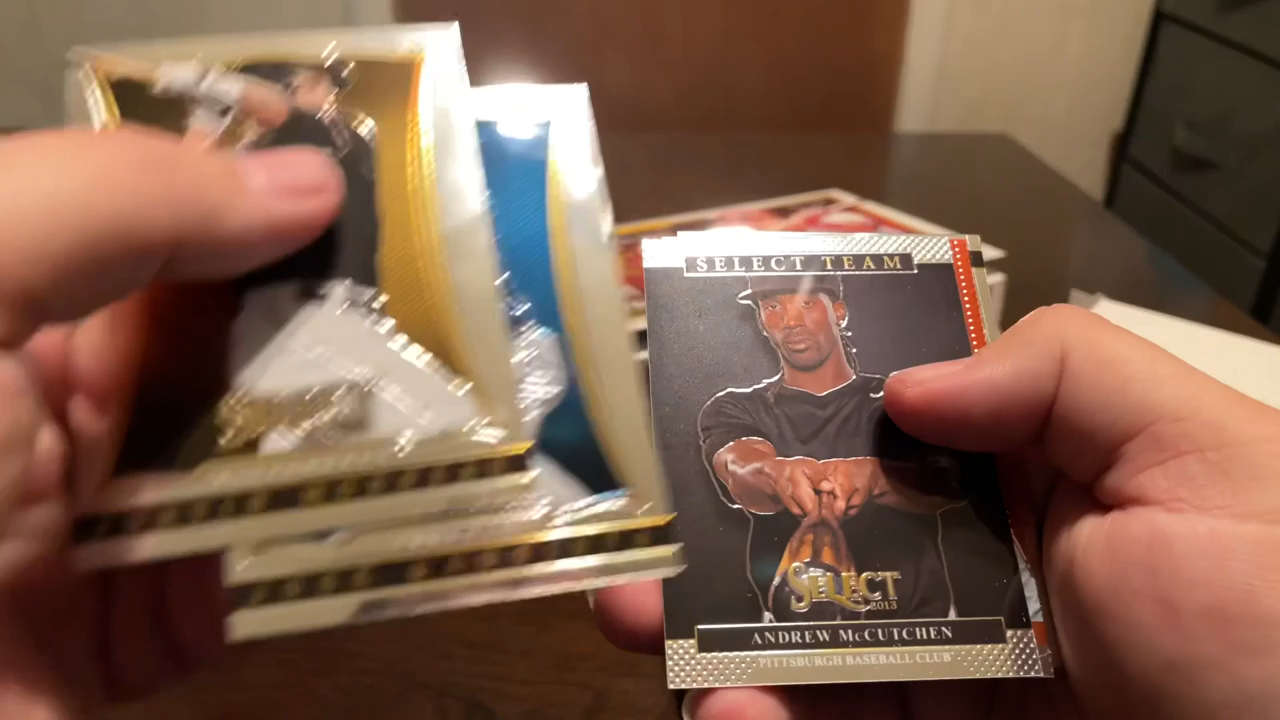 SELECT TEAM
SELECT
2013
ANDREW McCUTCHEN
PITTSBURGH BASEBALL CLUB